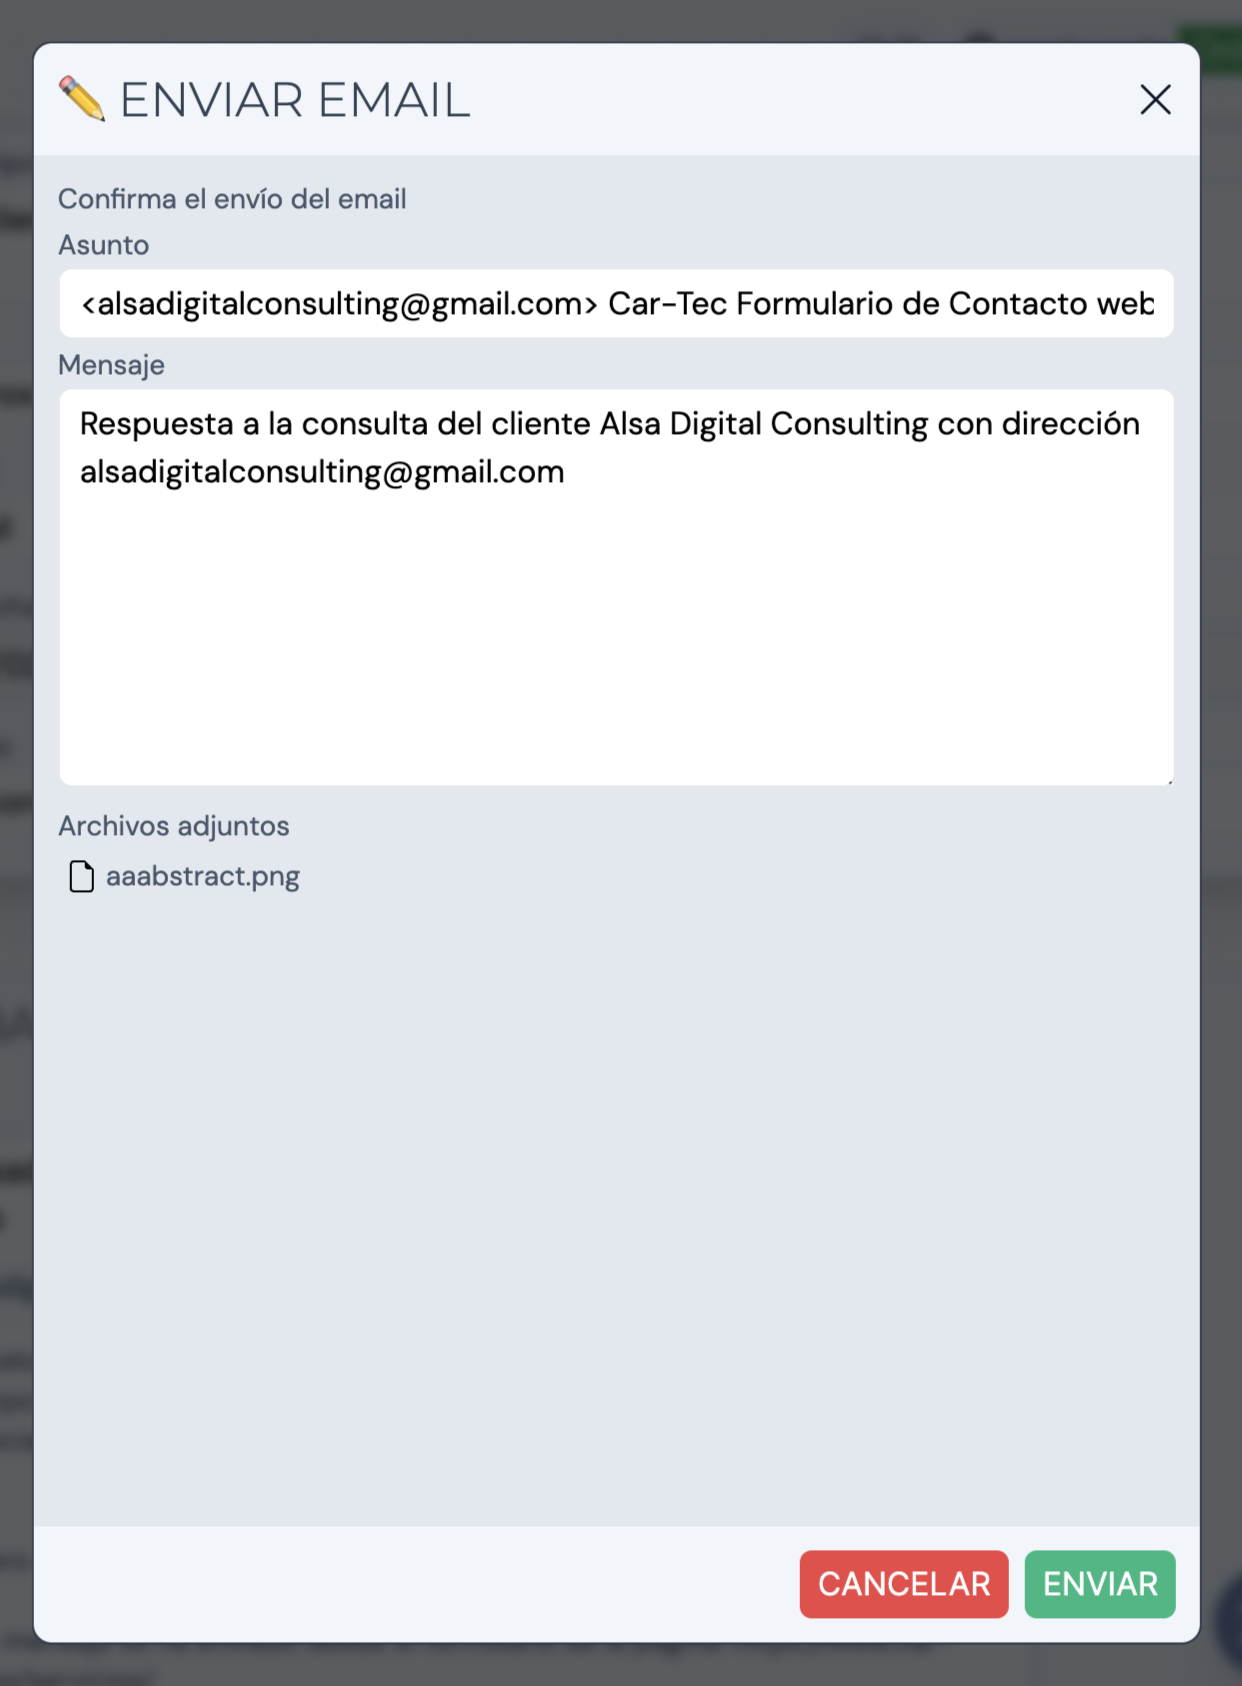 ENVIAR EMAIL
Confirma el envío del email
Asunto
<alsadigitalconsulting@gmail.com> Car-Tec Formulario de Contacto web
Mensaje
Respuesta a la consulta del cliente Alsa Digital Consulting con dirección
alsadigitalconsulting@gmail.com
Archivos adjuntos
aaabstract.png
CANCELAR
ENVIAR